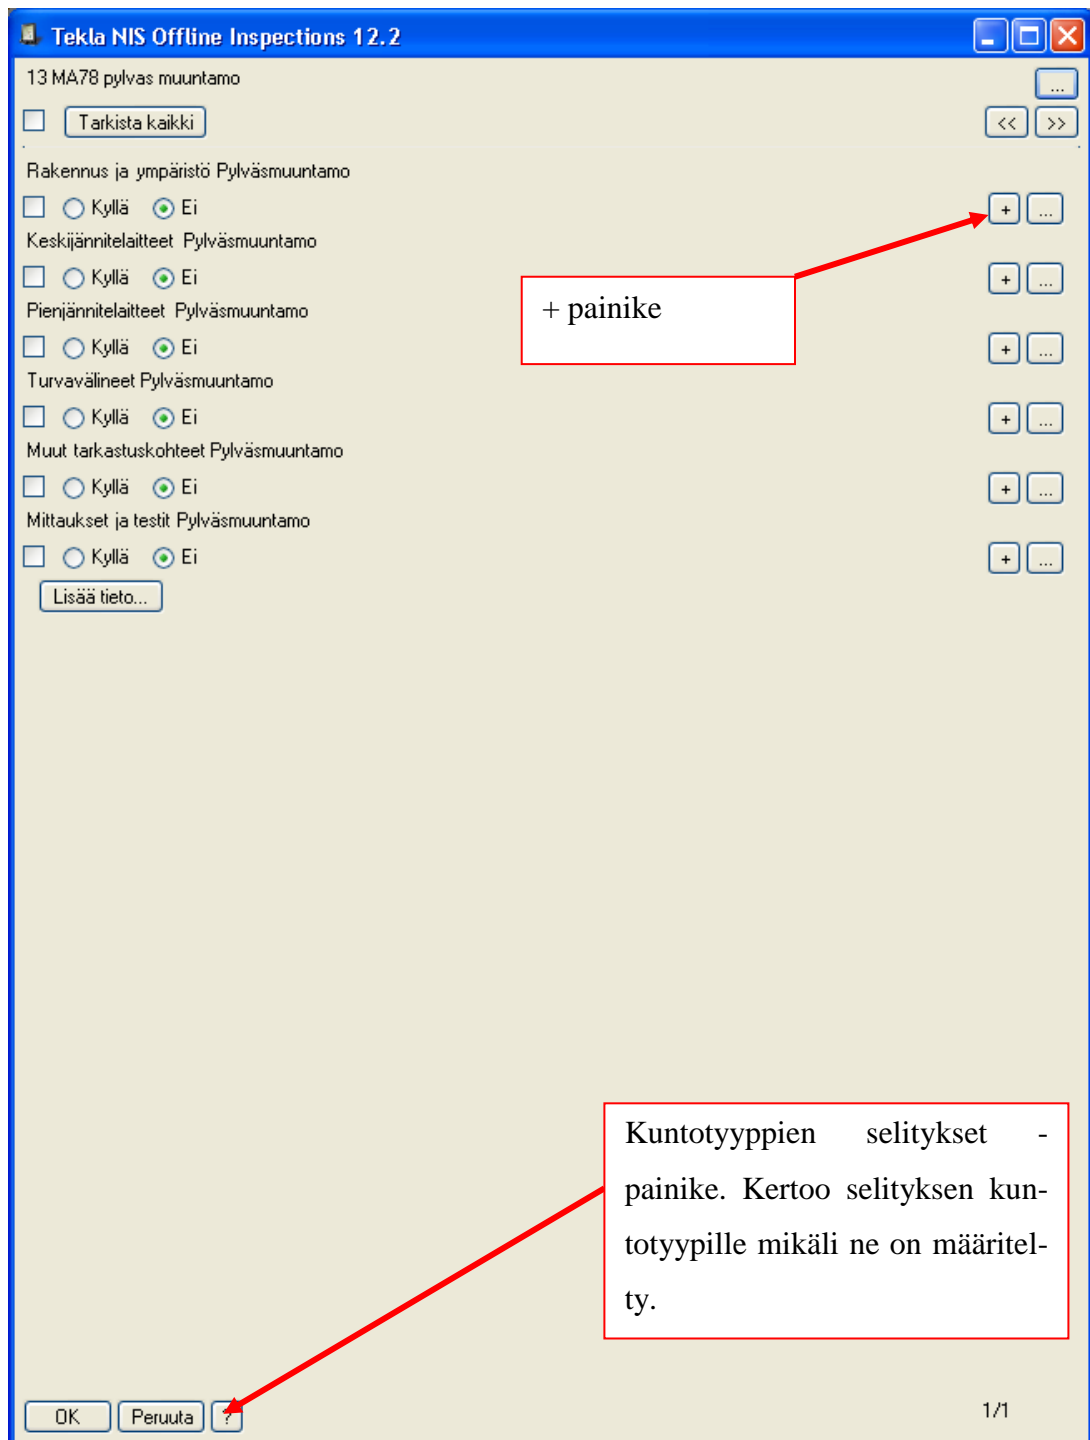 Tekla NIS Offline Inspections 12.2
13 MA78 pylvas muuntamo
...
Tarkista kaikki << >>
Rakennus ja ympäristö Pylväsmuuntamo
Kyllä Ei + ...
Keskijännitelaitteet Pylväsmuuntamo
Kyllä Ei + ...
+ painike
Pienjännitelaitteet Pylväsmuuntamo
Kyllä Ei + ...
Turvavälineet Pylväsmuuntamo
Kyllä Ei + ...
Muut tarkastuskohteet Pylväsmuuntamo
Kyllä Ei + ...
Mittaukset ja testit Pylväsmuuntamo
Kyllä Ei + ...
Lisää tieto...
Kuntotyyppien selitykset -
painike. Kertoo selityksen kun-
totyypille mikäli ne on määritel-
ty.
OK Peruuta ? 1/1